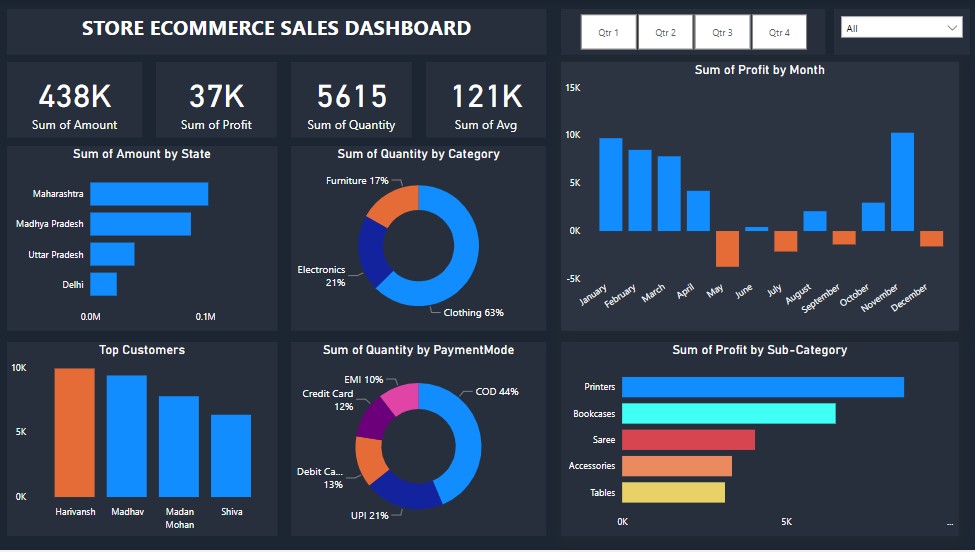 STORE ECOMMERCE SALES DASHBOARD
Qtr 1
Qtr 2
Qtr 3
Qtr 4
All
438K
Sum of Amount
37K
Sum of Profit
5615
Sum of Quantity
121K
Sum of Avg
Sum of Profit by Month
15K
10K
5K
0K
-5K
January
February
March
April
May
June
July
August
September
October
November
December
Sum of Amount by State
Maharashtra
Madhya Pradesh
Uttar Pradesh
Delhi
0.0M
0.1M
Sum of Quantity by Category
Furniture 17%
Electronics
21%
Clothing 63%
Top Customers
10K
5K
0K
Harivansh
Madhav
Madan
Mohan
Shiva
Sum of Quantity by PaymentMode
EMI 10%
Credit Card
12%
Debit Ca...
13%
UPI 21%
COD 44%
Sum of Profit by Sub-Category
Printers
Bookcases
Saree
Accessories
Tables
0K
5K
...